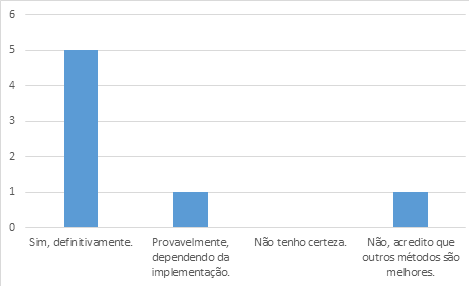 6
5
4
3
2
1
0
Sim, definitivamente.
Provavelmente,
dependendo da
implementação.
Não tenho certeza.
Não, acredito que
outros métodos são
melhores.